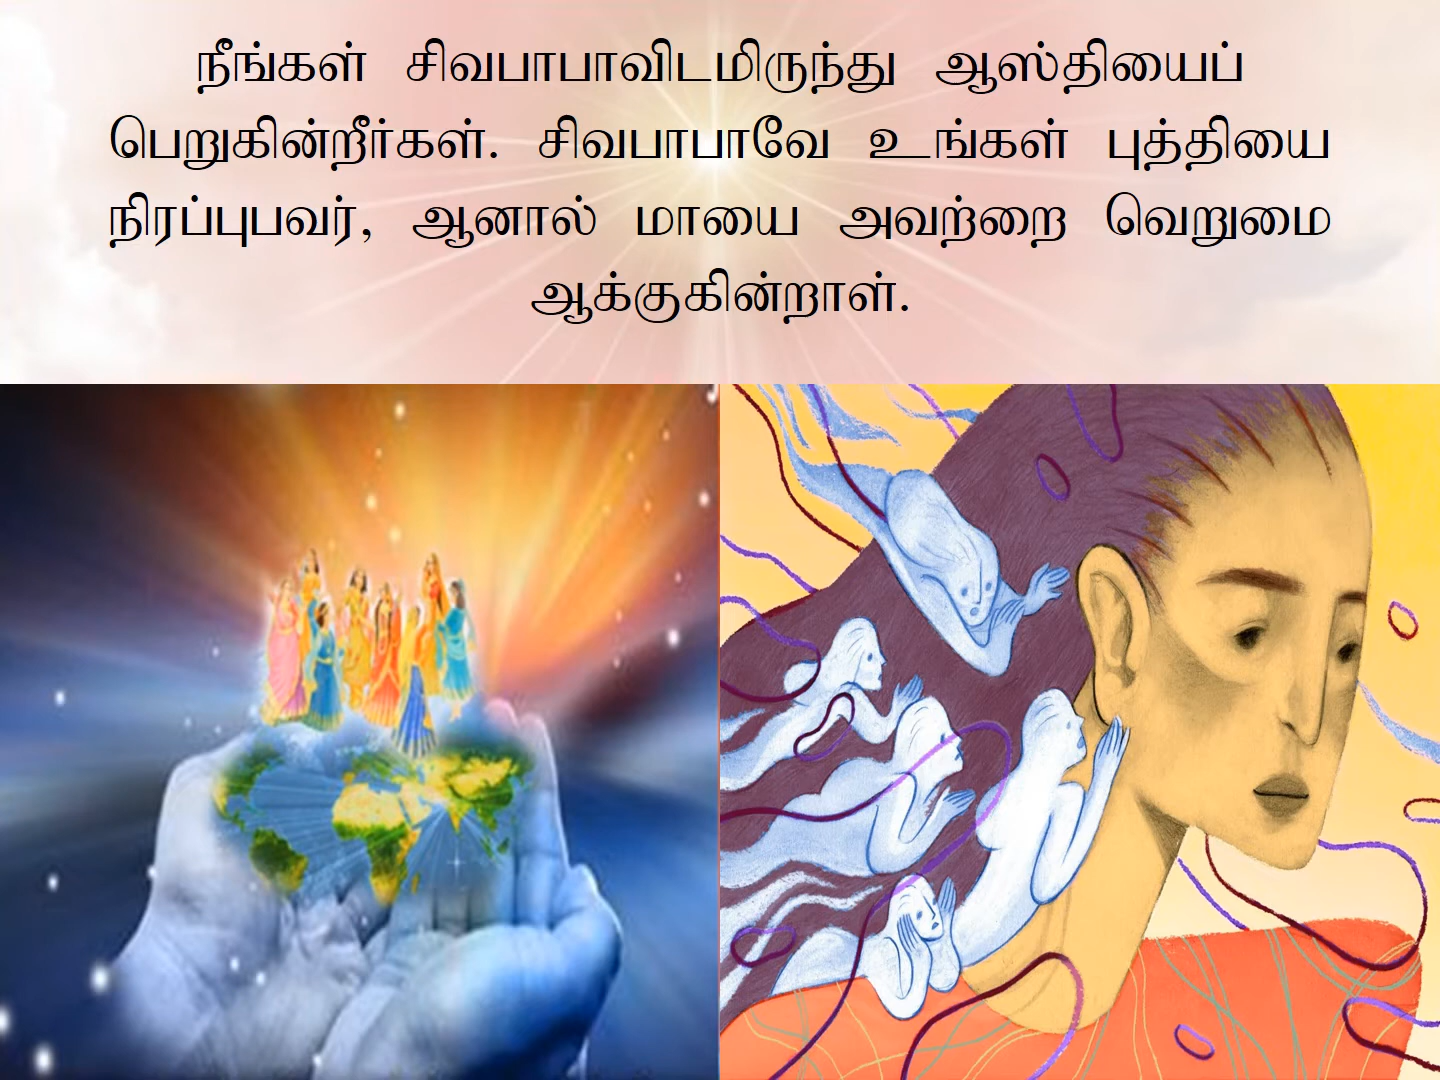 நீங்கள் சிவபாபாவிடமிருந்து ஆஸ்தியைப்
பெறுகின்றீர்கள். சிவபாபாவே உங்கள் புத்தியை
நிரப்புபவர், ஆனால் மாயை அவற்றை வெறுமை
ஆக்குகின்றாள்.